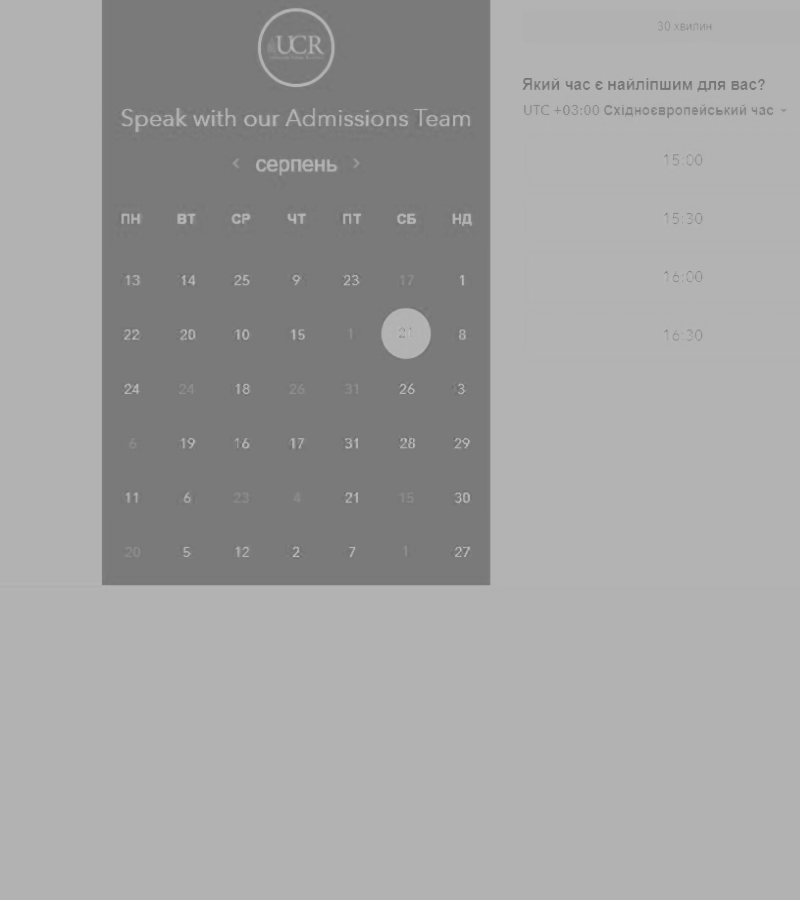 UCR
Speak with our Admissions Team
‹ серпень ›
ПН ВТ СР ЧТ ПТ СБ НД
13 14 25 9 23 17 1
22 20 10 15 1 21 8
24 24 18 26 31 26 3
6 19 16 17 31 28 29
11 6 23 4 21 15 30
20 5 12 2 7 1 27
30 хвилин
Який час є найліпшим для вас?
UTC +03:00 Східноєвропейський час
15:00
15:30
16:00
16:30